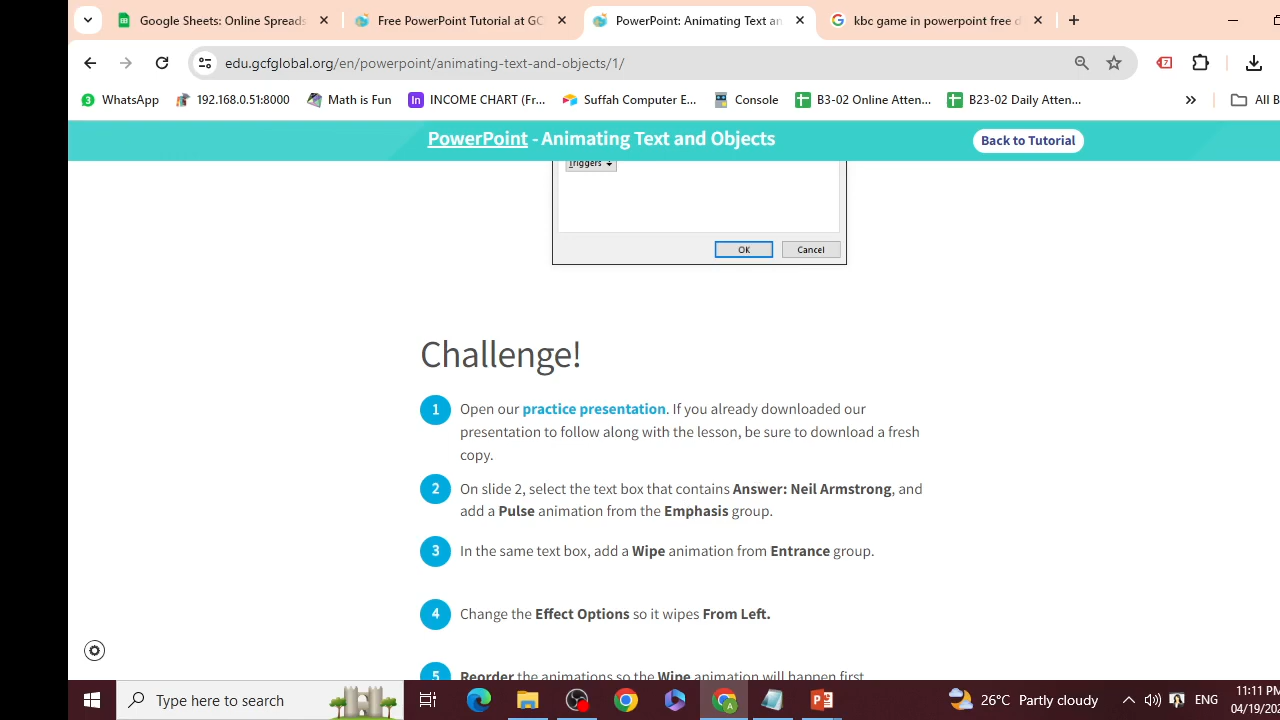 Google Sheets: Online Spreads
Free PowerPoint Tutorial at GC
PowerPoint: Animating Text an
kbc game in powerpoint free d
edu.gcfglobal.org/en/powerpoint/animating-text-and-objects/1/
WhatsApp
192.168.0.51:8000
Math is Fun
INCOME CHART (Fr...
Suffah Computer E...
Console
B3-02 Online Atten...
B23-02 Daily Atten...
All B
PowerPoint - Animating Text and Objects
Back to Tutorial
Triggers
OK
Cancel
Challenge!
1 Open our practice presentation. If you already downloaded our
presentation to follow along with the lesson, be sure to download a fresh
copy.
2 On slide 2, select the text box that contains Answer: Neil Armstrong, and
add a Pulse animation from the Emphasis group.
3 In the same text box, add a Wipe animation from Entrance group.
4 Change the Effect Options so it wipes From Left.
5 Reorder the animations so the Wipe animation will happen first.
Type here to search
26°C Partly cloudy
ENG
11:11 PM
04/19/202